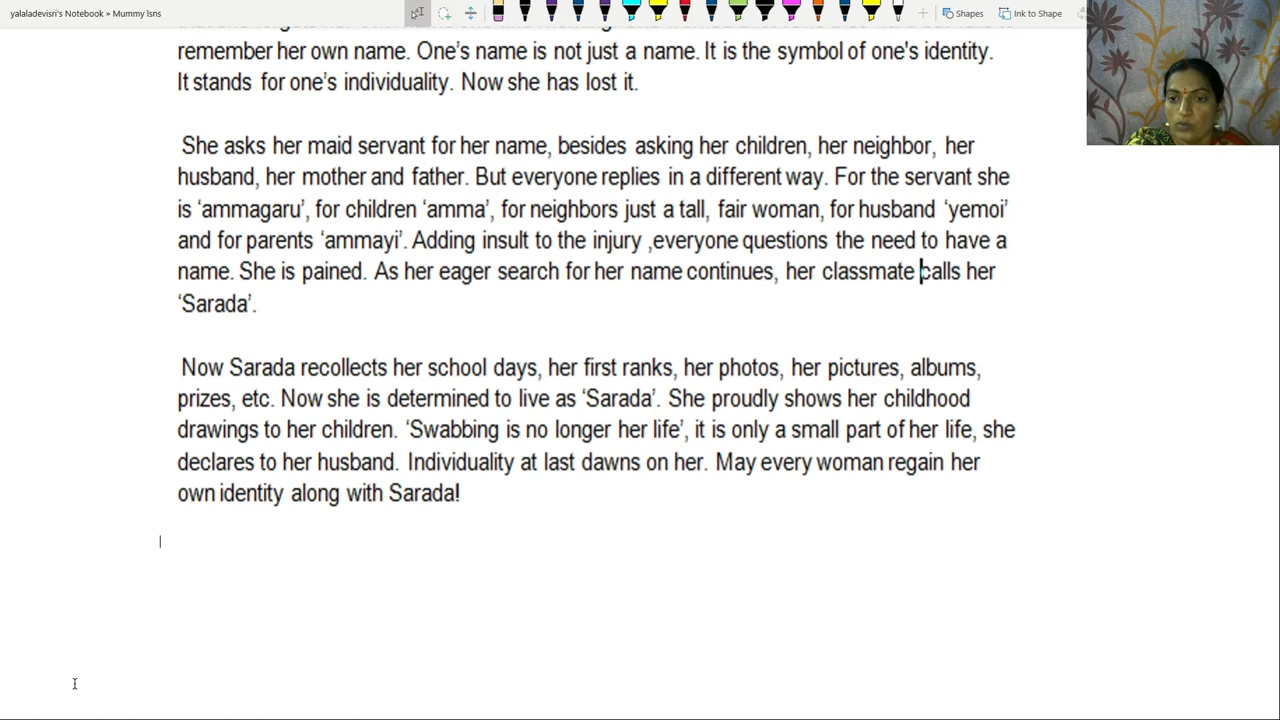 yalaladevisri's Notebook » Mummy lsns
Shapes
Ink to Shape
remember her own name. One’s name is not just a name. It is the symbol of one's identity.
It stands for one’s individuality. Now she has lost it.
She asks her maid servant for her name, besides asking her children, her neighbor, her
husband, her mother and father. But everyone replies in a different way. For the servant she
is ‘ammagaru’, for children ‘amma’, for neighbors just a tall, fair woman, for husband ‘yemoi’
and for parents ‘ammayi’. Adding insult to the injury ,everyone questions the need to have a
name. She is pained. As her eager search for her name continues, her classmate calls her
‘Sarada’.
Now Sarada recollects her school days, her first ranks, her photos, her pictures, albums,
prizes, etc. Now she is determined to live as ‘Sarada’. She proudly shows her childhood
drawings to her children. ‘Swabbing is no longer her life’, it is only a small part of her life, she
declares to her husband. Individuality at last dawns on her. May every woman regain her
own identity along with Sarada!